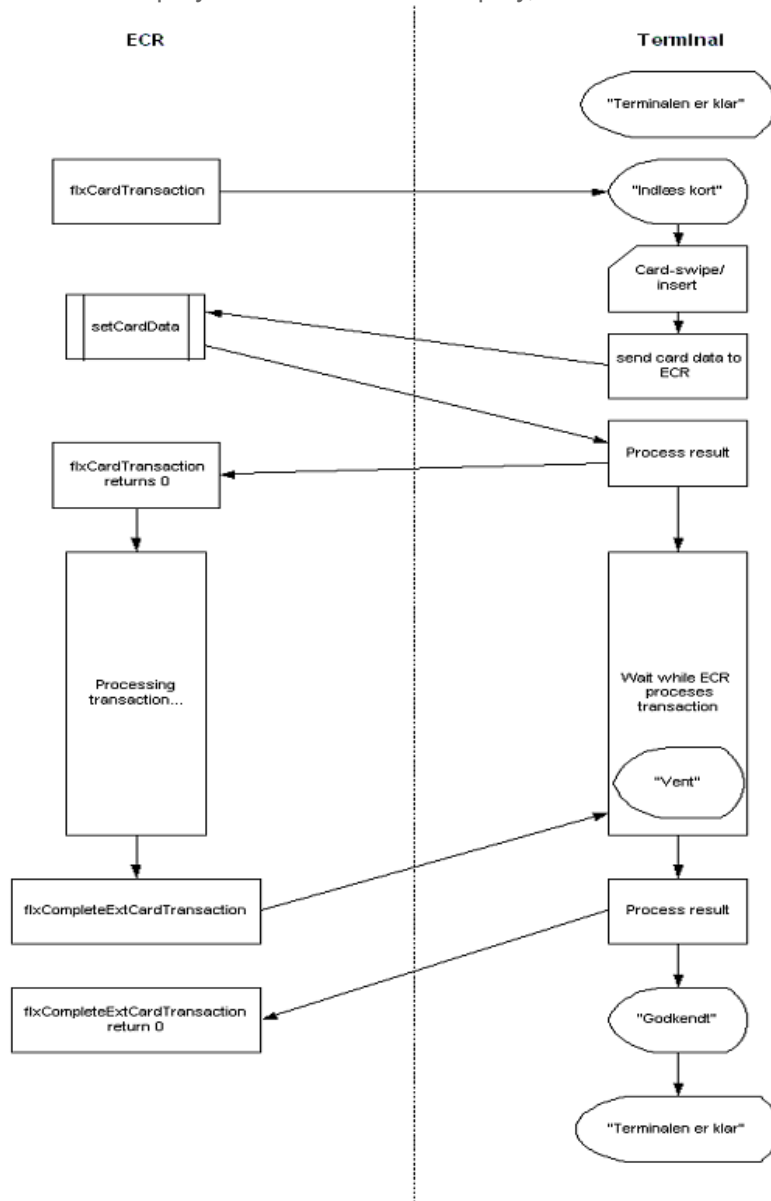 ECR
Terminal
"Terminalen er klar"
flxCardTransaction
"Indlæs kort"
Card-swipe/
insert
setCardData
send card data to
ECR
Process result
flxCardTransaction
returns 0
Processing
transaction...
Wait while ECR
proceses
transaction
"Vent"
flxCompleteExtCardTransaction
Process result
flxCompleteExtCardTransaction
return 0
"Godkendt"
"Terminalen er klar"